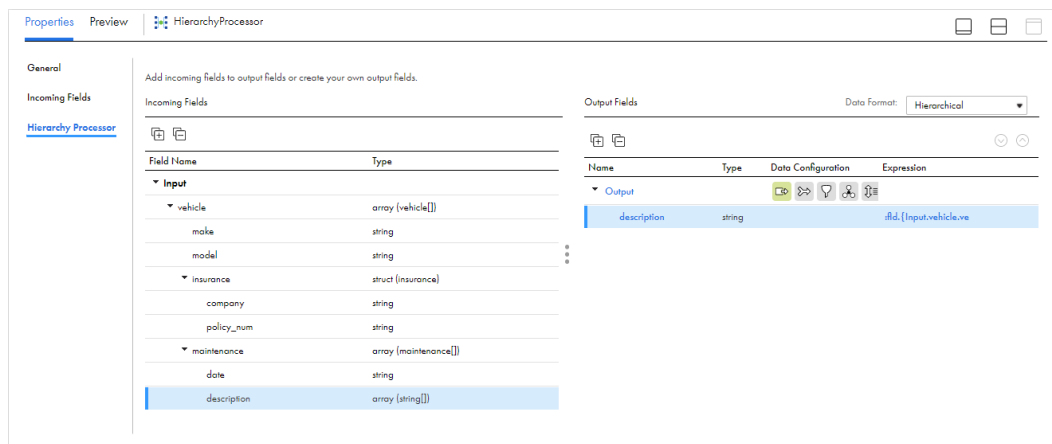 Properties Preview HierarchyProcessor
General
Incoming Fields
Hierarchy Processor
Add incoming fields to output fields or create your own output fields.
Incoming Fields
Field Name Type
Input
vehicle array (vehicle[])
make string
model string
insurance struct (insurance)
company string
policy_num string
maintenance array (maintenance[])
date string
description array (string[])
Output Fields Data Format: Hierarchical
Name Type Data Configuration Expression
Output
description string :fld.{Input.vehicle.ve